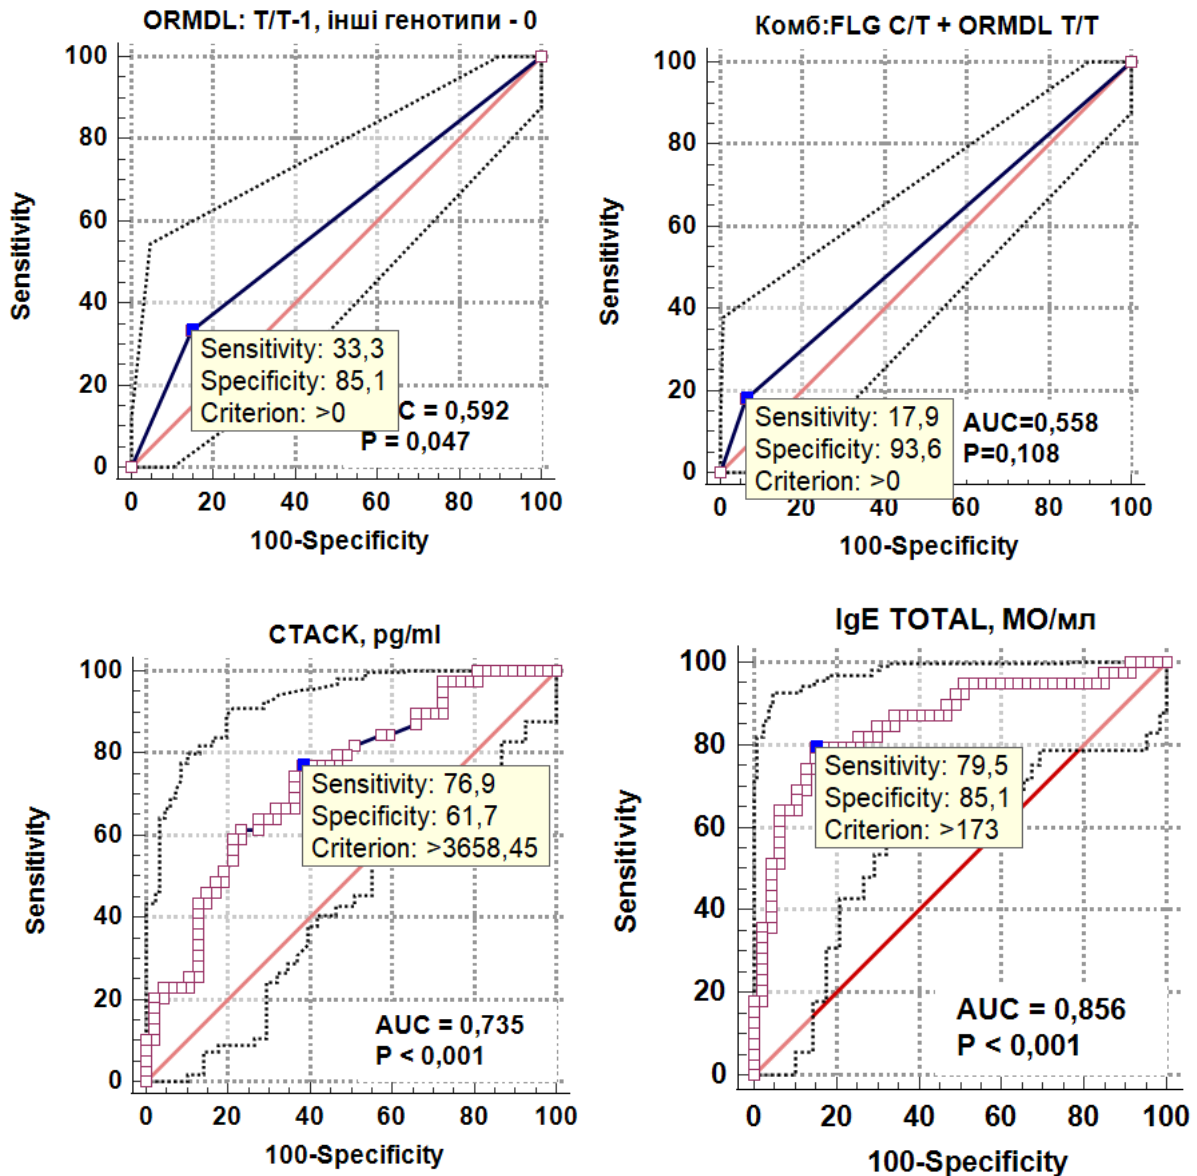 ORMDL: T/T-1, інші генотипи - 0
Sensitivity
100
80
60
40
20
0
Sensitivity: 33,3
Specificity: 85,1
Criterion: >0
C = 0,592
P = 0,047
0 20 40 60 80 100
100-Specificity
Комб:FLG C/T + ORMDL T/T
Sensitivity
100
80
60
40
20
0
Sensitivity: 17,9
Specificity: 93,6
Criterion: >0
AUC=0,558
P=0,108
0 20 40 60 80 100
100-Specificity
CTACK, pg/ml
Sensitivity
100
80
60
40
20
0
Sensitivity: 76,9
Specificity: 61,7
Criterion: >3658,45
AUC = 0,735
P < 0,001
0 20 40 60 80 100
100-Specificity
IgE TOTAL, МО/мл
Sensitivity
100
80
60
40
20
0
Sensitivity: 79,5
Specificity: 85,1
Criterion: >173
AUC = 0,856
P < 0,001
0 20 40 60 80 100
100-Specificity